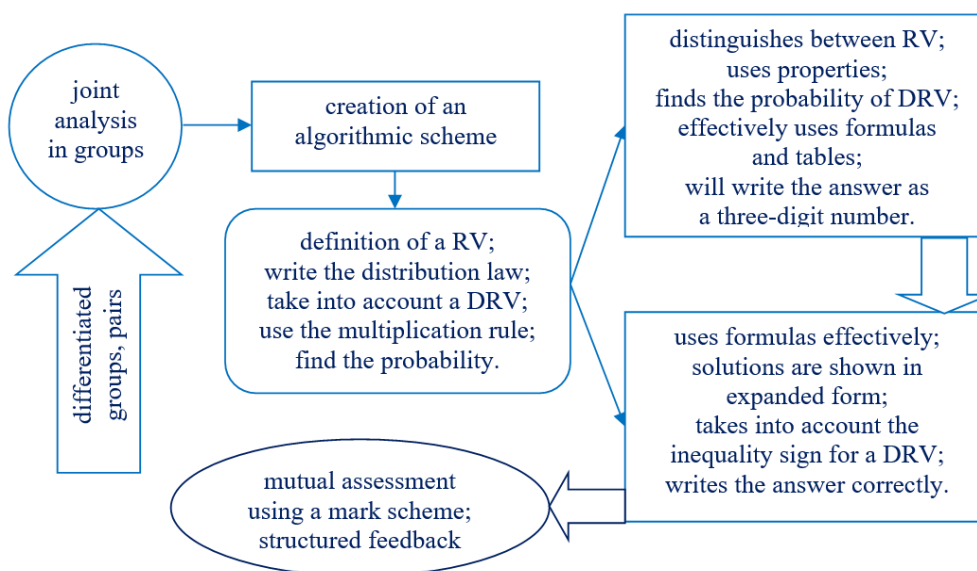 joint
analysis
in groups
differentiated
groups, pairs
creation of an
algorithmic scheme
definition of a RV;
write the distribution law;
take into account a DRV;
use the multiplication rule;
find the probability.
distinguishes between RV;
uses properties;
finds the probability of DRV;
effectively uses formulas
and tables;
will write the answer as
a three-digit number.
uses formulas effectively;
solutions are shown in
expanded form;
takes into account the
inequality sign for a DRV;
writes the answer correctly.
mutual assessment
using a mark scheme;
structured feedback